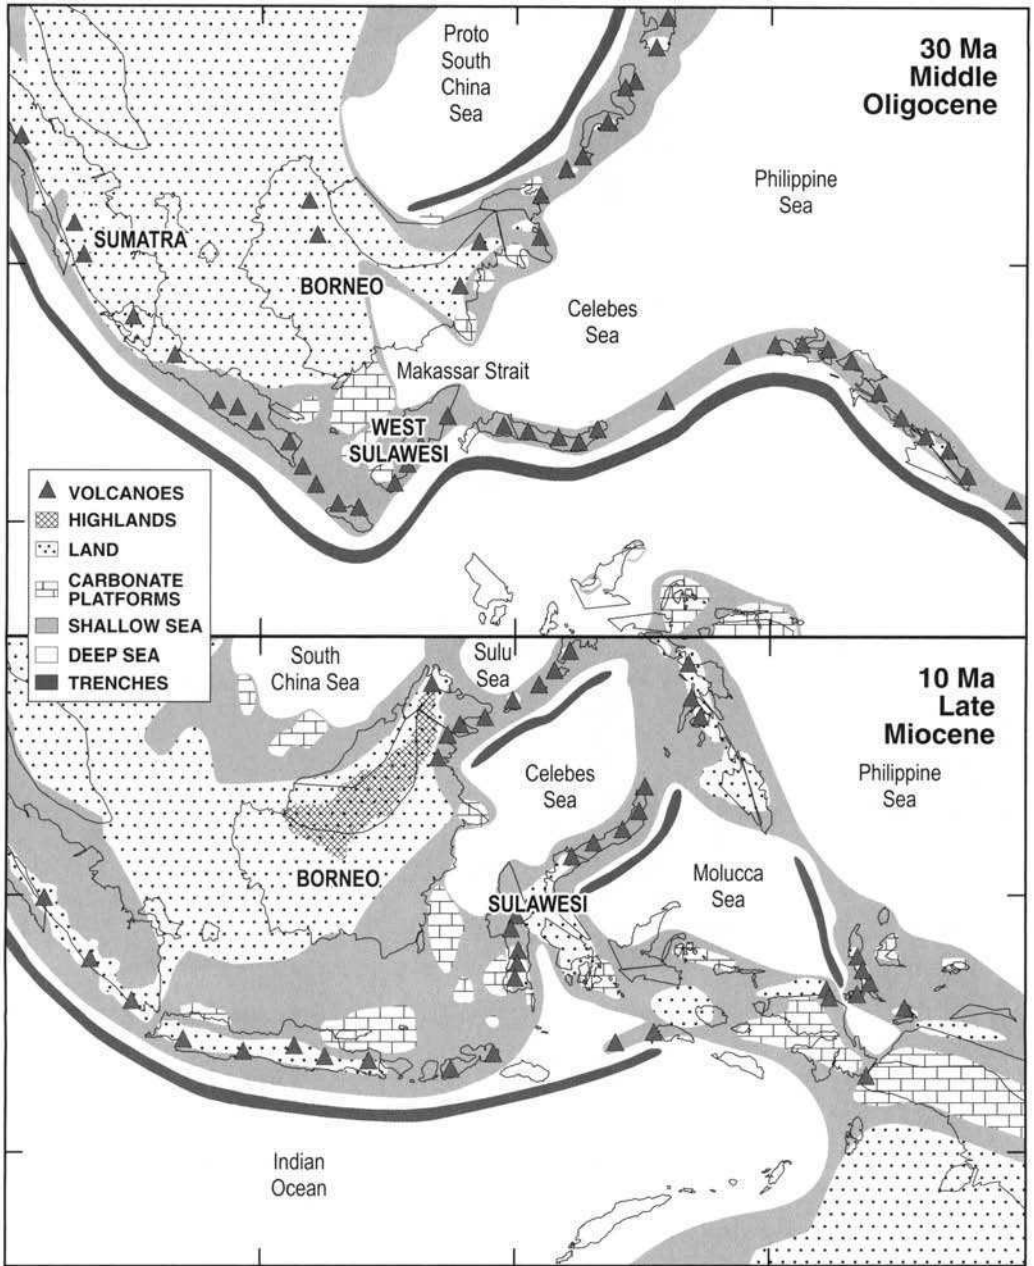 Proto
South
China
Sea
30 Ma
Middle
Oligocene
Philippine
Sea
SUMATRA
BORNEO
Celebes
Sea
Makassar Strait
WEST
SULAWESI
VOLCANOES
HIGHLANDS
LAND
CARBONATE
PLATFORMS
SHALLOW SEA
DEEP SEA
TRENCHES
South
China Sea
Sulu
Sea
10 Ma
Late
Miocene
Celebes
Sea
Philippine
Sea
BORNEO
SULAWESI
Molucca
Sea
Indian
Ocean